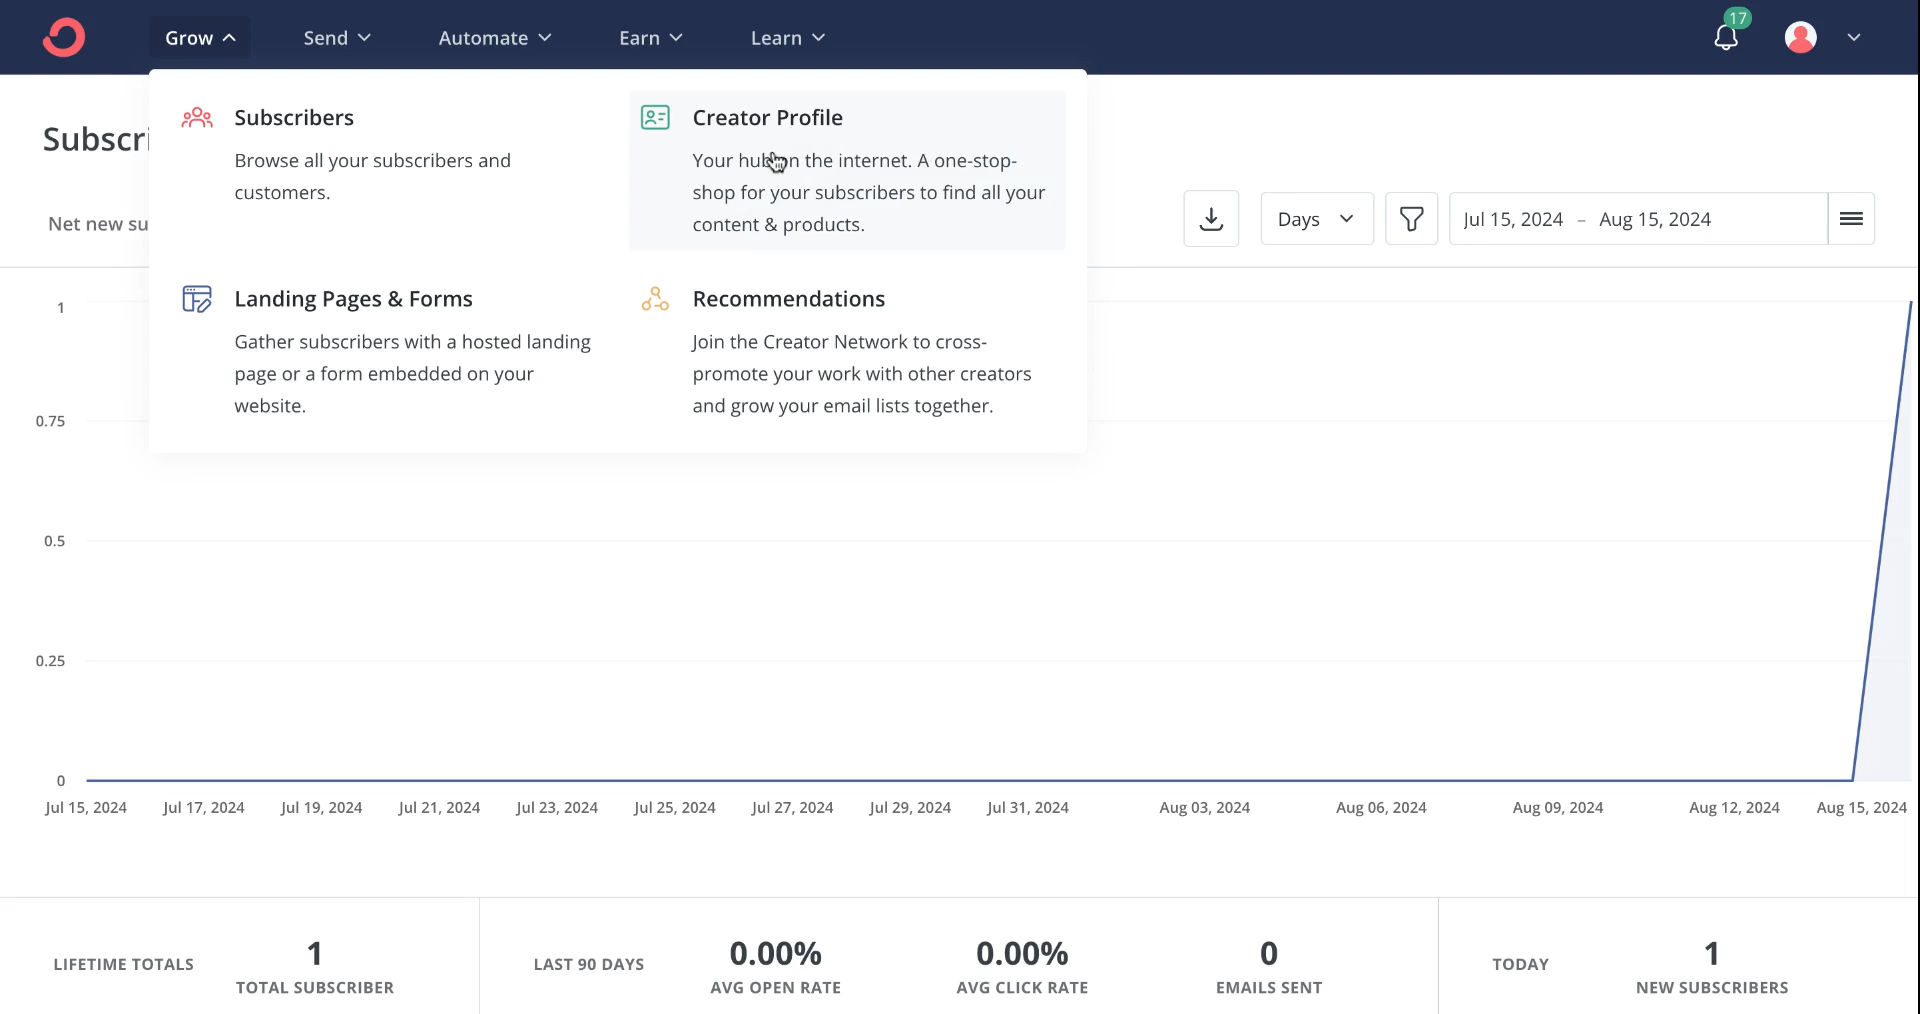 Grow
Send
Automate
Earn
Learn
17
Subscribers
Browse all your subscribers and
customers.
Creator Profile
Your hub on the internet. A one-stop-
shop for your subscribers to find all your
content & products.
Landing Pages & Forms
Gather subscribers with a hosted landing
page or a form embedded on your
website.
Recommendations
Join the Creator Network to cross-
promote your work with other creators
and grow your email lists together.
Subscri
Net new su
Days
Jul 15, 2024 – Aug 15, 2024
1
0.75
0.5
0.25
0
Jul 15, 2024 Jul 17, 2024 Jul 19, 2024 Jul 21, 2024 Jul 23, 2024 Jul 25, 2024 Jul 27, 2024 Jul 29, 2024 Jul 31, 2024 Aug 03, 2024 Aug 06, 2024 Aug 09, 2024 Aug 12, 2024 Aug 15, 2024
LIFETIME TOTALS
1
TOTAL SUBSCRIBER
LAST 90 DAYS
0.00%
AVG OPEN RATE
0.00%
AVG CLICK RATE
0
EMAILS SENT
TODAY
1
NEW SUBSCRIBERS